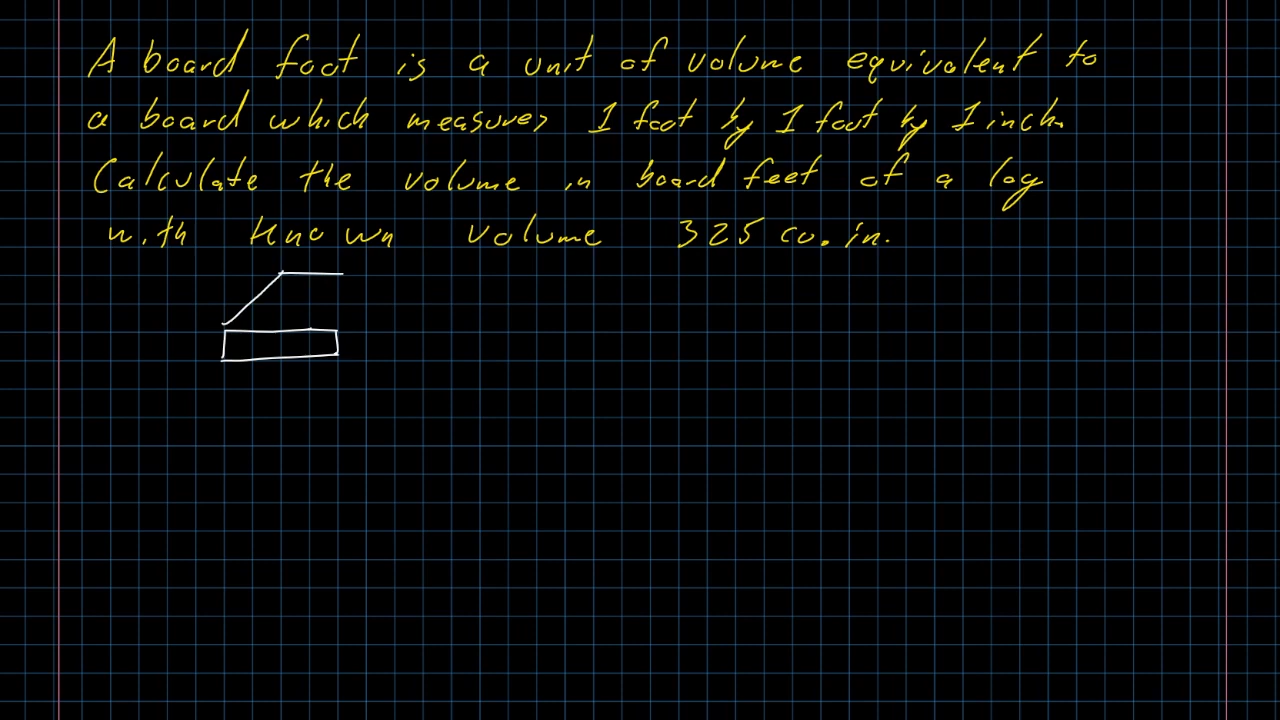 A board foot is a unit of volume equivalent to
a board which measures 1 foot by 1 foot by 1 inch.
Calculate the volume in board feet of a log
with known volume 325 cu. in.